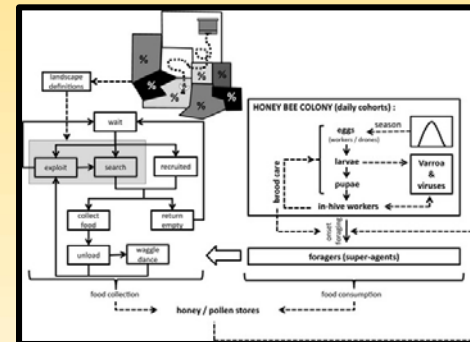 %
%
%
%
%
%
landscape
definitions
wait
exploit
search
recruited
collect
food
return
empty
unload
waggle
dance
food collection
HONEY BEE COLONY (daily cohorts) :
eggs
(workers / drones)
season
larvae
pupae
in-hive workers
Varroa
&
viruses
brood care
onset
foraging
foragers (super-agents)
food consumption
honey / pollen stores